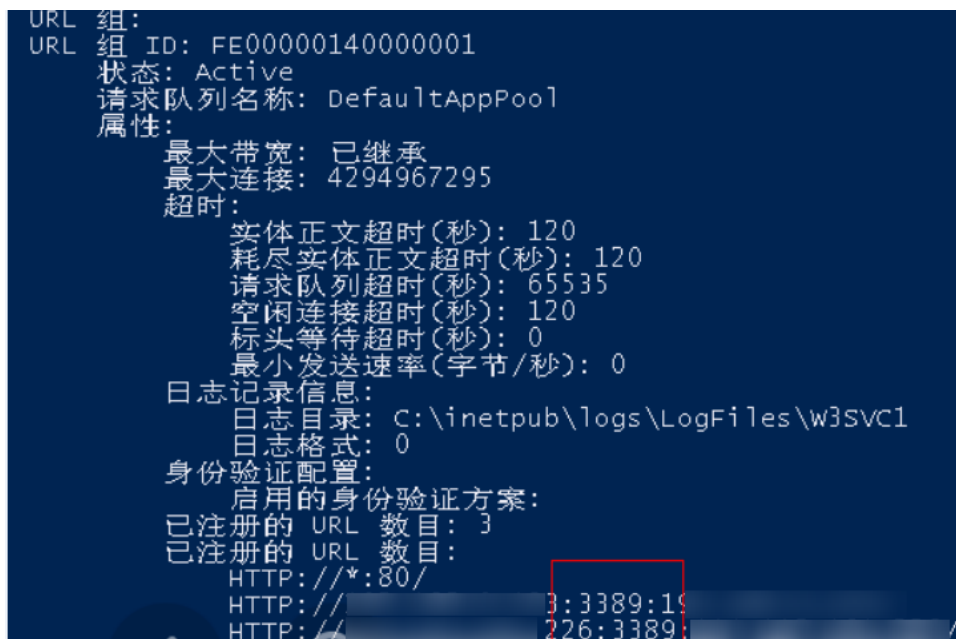 URL 组:
URL 组 ID: FE00000140000001
状态: Active
请求队列名称: DefaultAppPool
属性:
最大带宽: 已继承
最大连接: 4294967295
超时:
实体正文超时(秒): 120
耗尽实体正文超时(秒): 120
请求队列超时(秒): 65535
空闲连接超时(秒): 120
标头等待超时(秒): 0
最小发送速率(字节/秒): 0
日志记录信息:
日志目录: C:\inetpub\logs\LogFiles\W3SVC1
日志格式: 0
身份验证配置:
启用的身份验证方案:
已注册的 URL 数目: 3
已注册的 URL 数目:
HTTP://*:80/
HTTP:// 3:3389:19
HTTP:// 226:3389: /